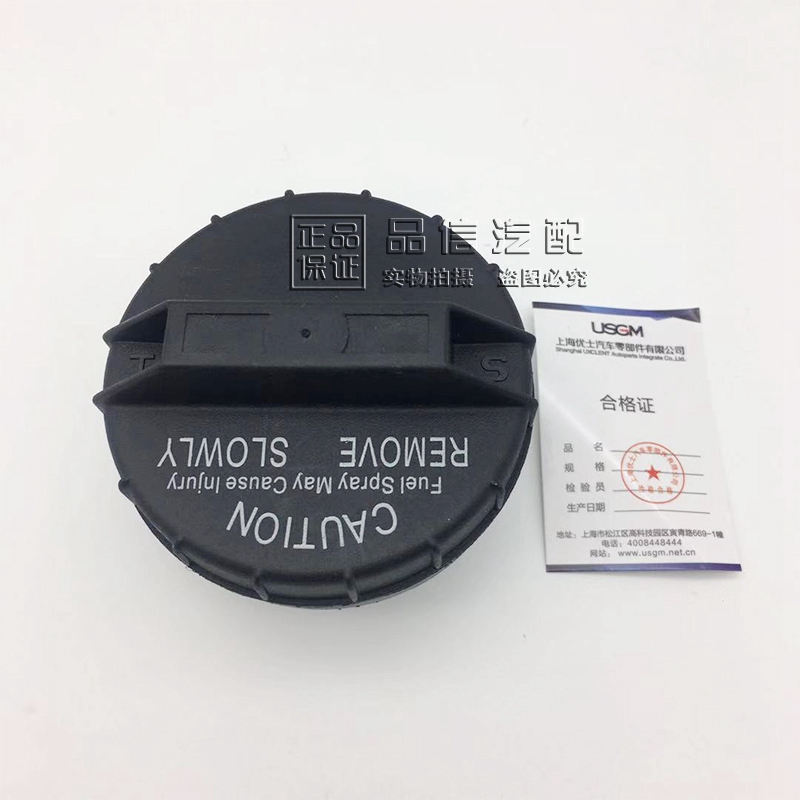 正品
保证
品信汽配
实物拍摄 盗图必究
T S
CAUTION
Fuel Spray May Cause Injury
REMOVE SLOWLY
USGM
上海优士汽车零部件有限公司
Shanghai USCLENT Autoparts Integrate Co.,Ltd.
合格证
品 名
规 格
检 验 员
生 产 日 期
地址：上海市松江区高科技园区寅青路669-1幢
电话：4008448444
网站：www.usgm.net.cn